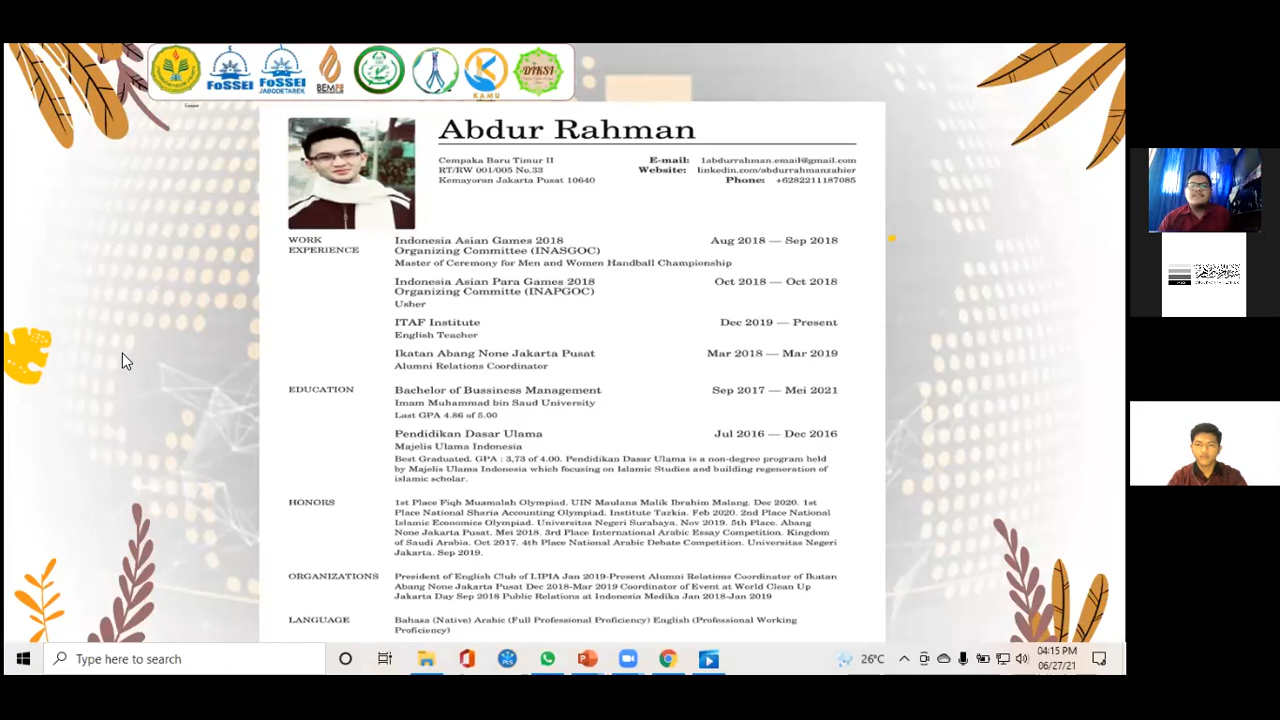 FoSSEI
FoSSEI
JABODETABEK
BEMFE
KAMU
DIKSI
Abdur Rahman
Cempaka Baru Timur II
RT/RW 001/005 No.33
Kemayoran Jakarta Pusat 10640
E-mail: 1abdurrahman.email@gmail.com
Website: linkedin.com/abdurrahmanzahier
Phone: +6282211187085
WORK
EXPERIENCE
Indonesia Asian Games 2018 Aug 2018 — Sep 2018
Organizing Committee (INASGOC)
Master of Ceremony for Men and Women Handball Championship
Indonesia Asian Para Games 2018 Oct 2018 — Oct 2018
Organizing Committe (INAPGOC)
Usher
ITAF Institute Dec 2019 — Present
English Teacher
Ikatan Abang None Jakarta Pusat Mar 2018 — Mar 2019
Alumni Relations Coordinator
EDUCATION
Bachelor of Bussiness Management Sep 2017 — Mei 2021
Imam Muhammad bin Saud University
Last GPA 4.86 of 5.00
Pendidikan Dasar Ulama Jul 2016 — Dec 2016
Majelis Ulama Indonesia
Best Graduated. GPA : 3,73 of 4.00. Pendidikan Dasar Ulama is a non-degree program held
by Majelis Ulama Indonesia which focusing on Islamic Studies and building regeneration of
islamic scholar.
HONORS
1st Place Fiqh Muamalah Olympiad. UIN Maulana Malik Ibrahim Malang. Dec 2020. 1st
Place National Sharia Accounting Olympiad. Institute Tazkia. Feb 2020. 2nd Place National
Islamic Economics Olympiad. Universitas Negeri Surabaya. Nov 2019. 5th Place. Abang
None Jakarta Pusat. Mei 2018. 3rd Place International Arabic Essay Competition. Kingdom
of Saudi Arabia. Oct 2017. 4th Place National Arabic Debate Competition. Universitas Negeri
Jakarta. Sep 2019.
ORGANIZATIONS
President of English Club of LIPIA Jan 2019-Present Alumni Relations Coordinator of Ikatan
Abang None Jakarta Pusat Dec 2018-Mar 2019 Coordinator of Event at World Clean Up
Jakarta Day Sep 2018 Public Relations at Indonesia Medika Jan 2018-Jan 2019
LANGUAGE
Bahasa (Native) Arabic (Full Professional Proficiency) English (Professional Working
Proficiency)
Type here to search
26°C
04:15 PM
06/27/21